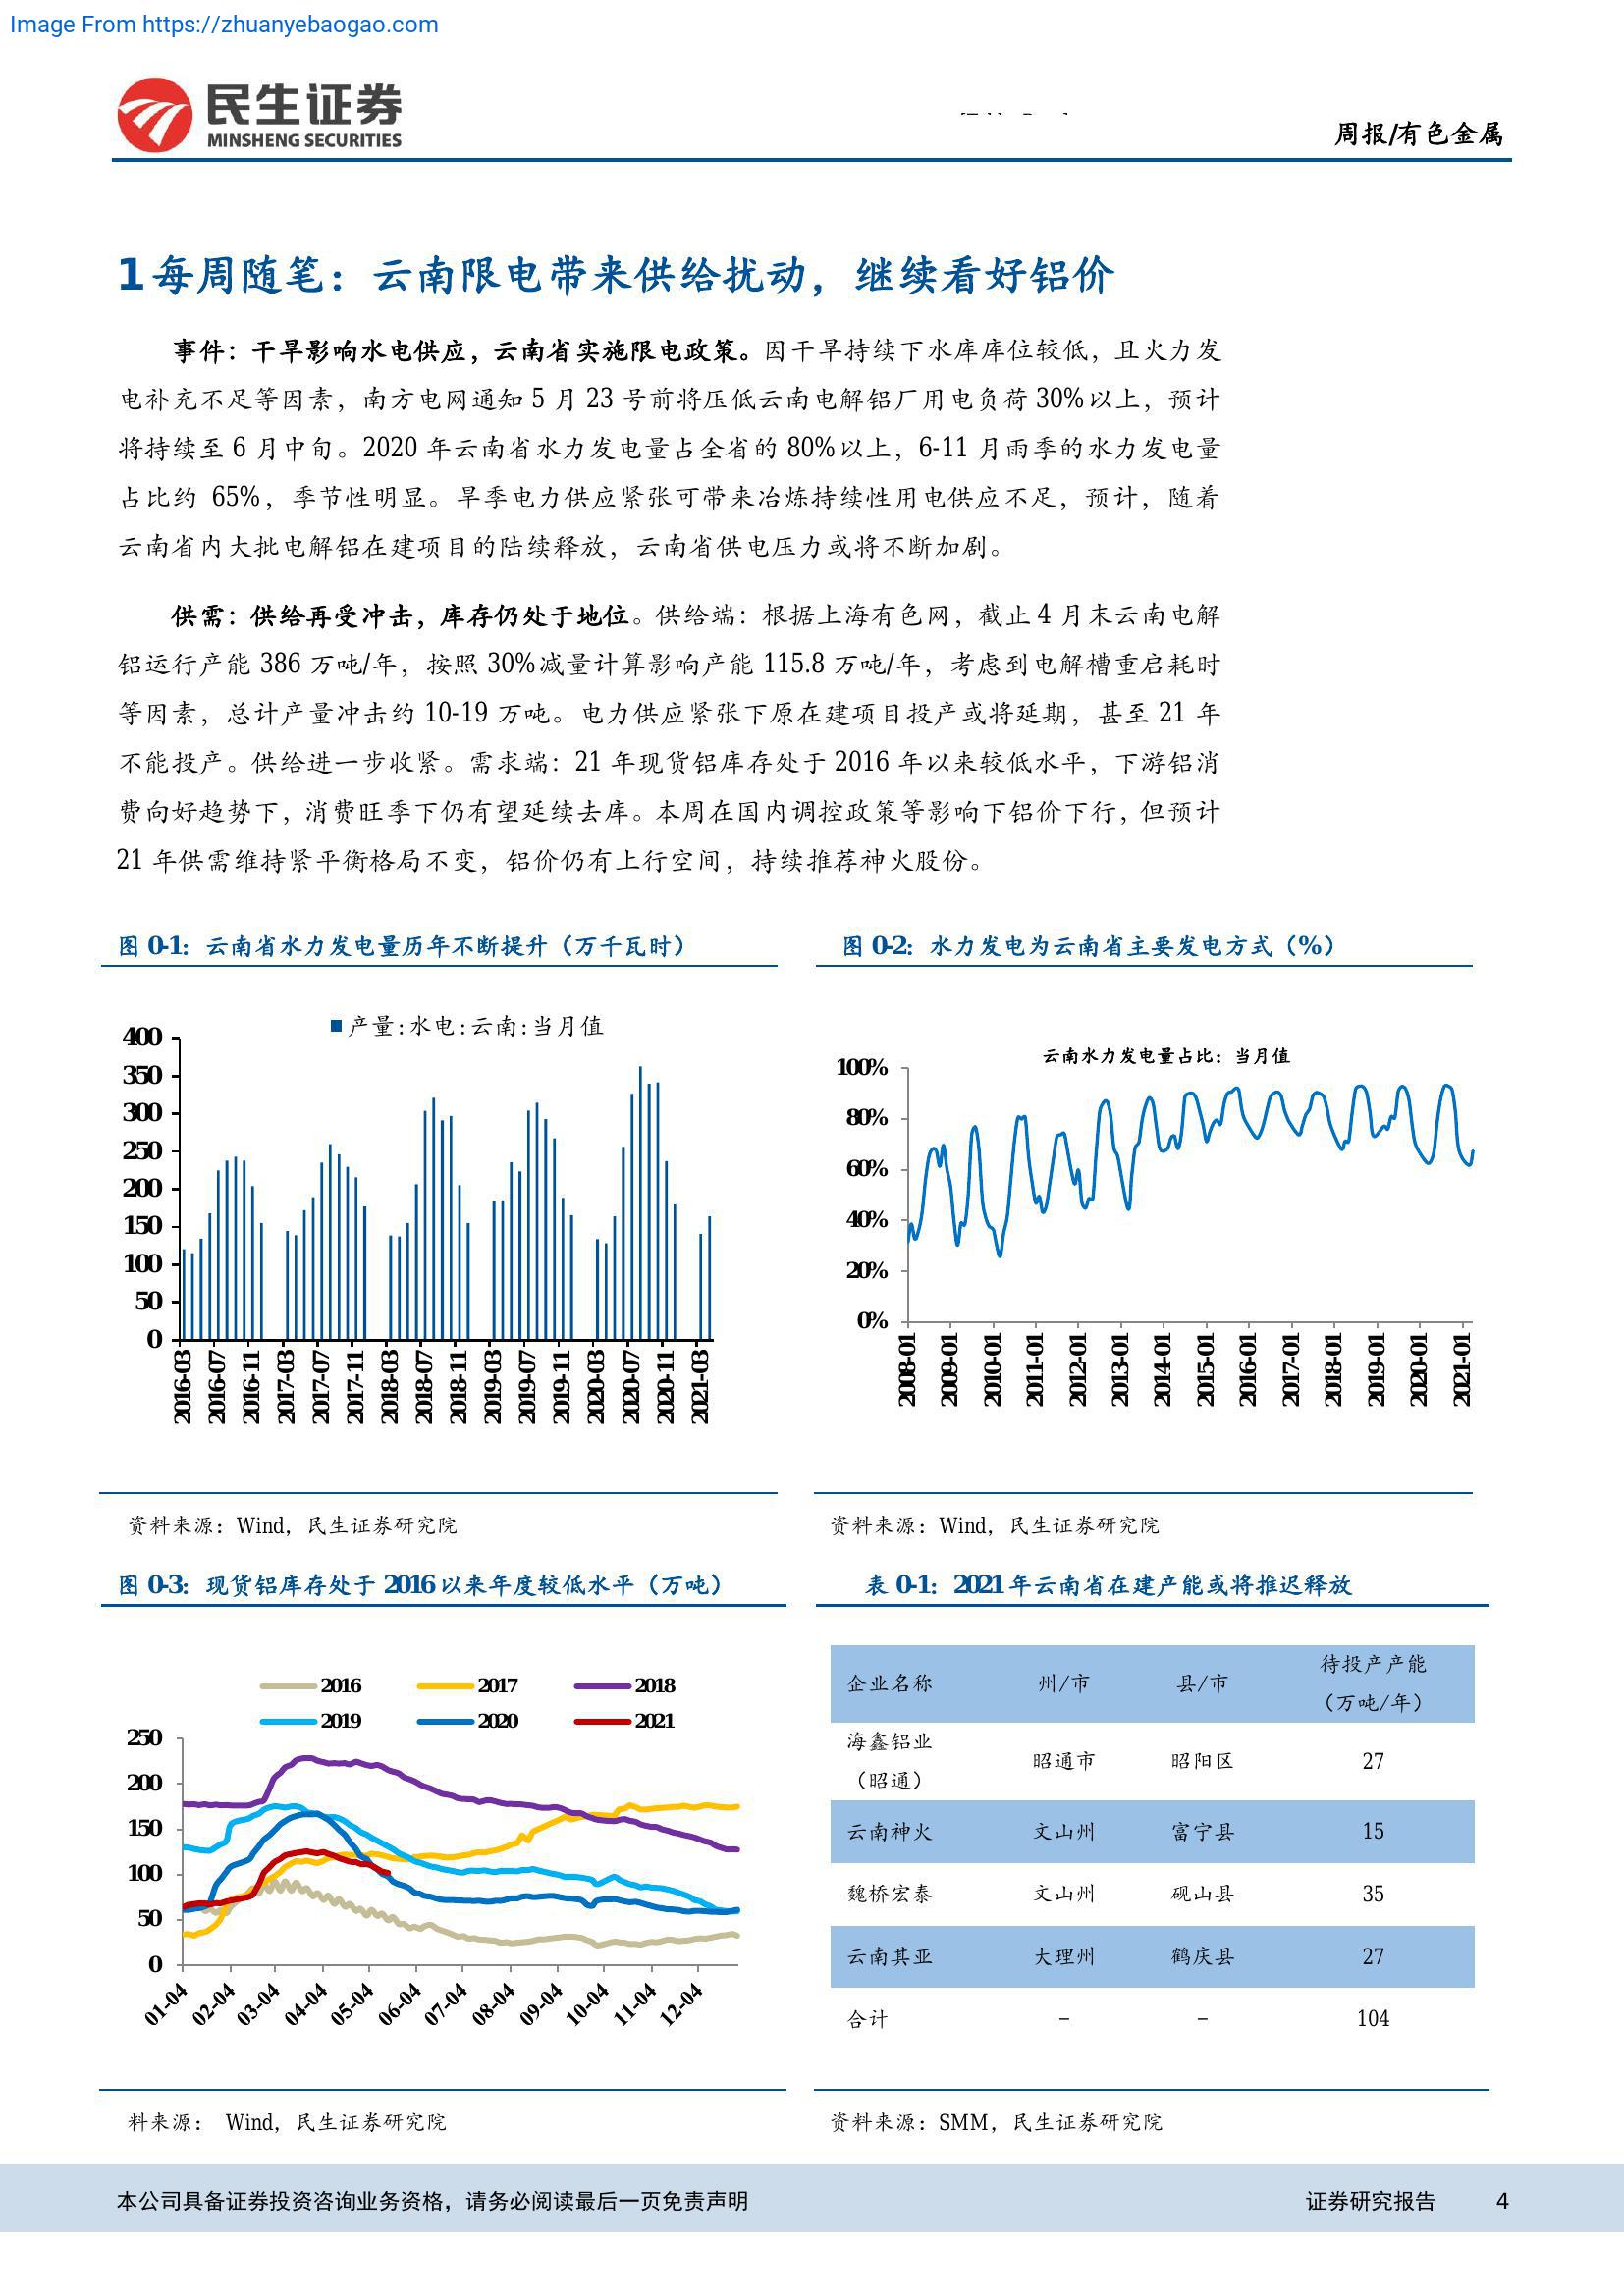 Image From https://zhuanyebaogao.com
民生证券
MINSHENG SECURITIES
周报/有色金属
1每周随笔：云南限电带来供给扰动，继续看好铝价
事件：干旱影响水电供应，云南省实施限电政策。因干旱持续下水库库位较低，且火力发
电补充不足等因素，南方电网通知 5 月 23 号前将压低云南电解铝厂用电负荷 30%以上，预计
将持续至 6 月中旬。2020 年云南省水力发电量占全省的 80%以上，6-11 月雨季的水力发电量
占比约 65%，季节性明显。旱季电力供应紧张可带来冶炼持续性用电供应不足，预计，随着
云南省内大批电解铝在建项目的陆续释放，云南省供电压力或将不断加剧。
供需：供给再受冲击，库存仍处于地位。供给端：根据上海有色网，截止 4 月末云南电解
铝运行产能 386 万吨/年，按照 30%减量计算影响产能 115.8 万吨/年，考虑到电解槽重启耗时
等因素，总计产量冲击约 10-19 万吨。电力供应紧张下原在建项目投产或将延期，甚至 21 年
不能投产。供给进一步收紧。需求端：21 年现货铝库存处于 2016 年以来较低水平，下游铝消
费向好趋势下，消费旺季下仍有望延续去库。本周在国内调控政策等影响下铝价下行，但预计
21 年供需维持紧平衡格局不变，铝价仍有上行空间，持续推荐神火股份。
图 0-1：云南省水力发电量历年不断提升（万千瓦时）
产量:水电:云南:当月值
400
350
300
250
200
150
100
50
0
2016-03 2016-07 2016-11 2017-03 2017-07 2017-11 2018-03 2018-07 2018-11 2019-03 2019-07 2019-11 2020-03 2020-07 2020-11 2021-03
资料来源：Wind，民生证券研究院
图 0-2：水力发电为云南省主要发电方式（%）
云南水力发电量占比：当月值
100%
80%
60%
40%
20%
0%
2008-01 2009-01 2010-01 2011-01 2012-01 2013-01 2014-01 2015-01 2016-01 2017-01 2018-01 2019-01 2020-01 2021-01
资料来源：Wind，民生证券研究院
图 0-3：现货铝库存处于 2016 以来年度较低水平（万吨）
2016 2017 2018
2019 2020 2021
250
200
150
100
50
0
01-04 02-04 03-04 04-04 05-04 06-04 07-04 08-04 09-04 10-04 11-04 12-04
料来源： Wind，民生证券研究院
表 0-1：2021 年云南省在建产能或将推迟释放
企业名称 州/市 县/市 待投产产能
（万吨/年）
海鑫铝业
（昭通） 昭通市 昭阳区 27
云南神火 文山州 富宁县 15
魏桥宏泰 文山州 砚山县 35
云南其亚 大理州 鹤庆县 27
合计 – – 104
资料来源：SMM，民生证券研究院
本公司具备证券投资咨询业务资格，请务必阅读最后一页免责声明
证券研究报告 4